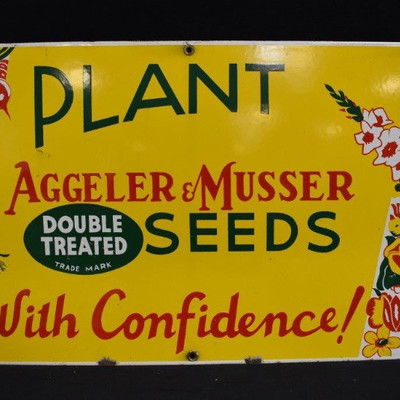 PLANT
AGGELER & MUSSER
DOUBLE
TREATED
TRADE MARK
SEEDS
With Confidence!